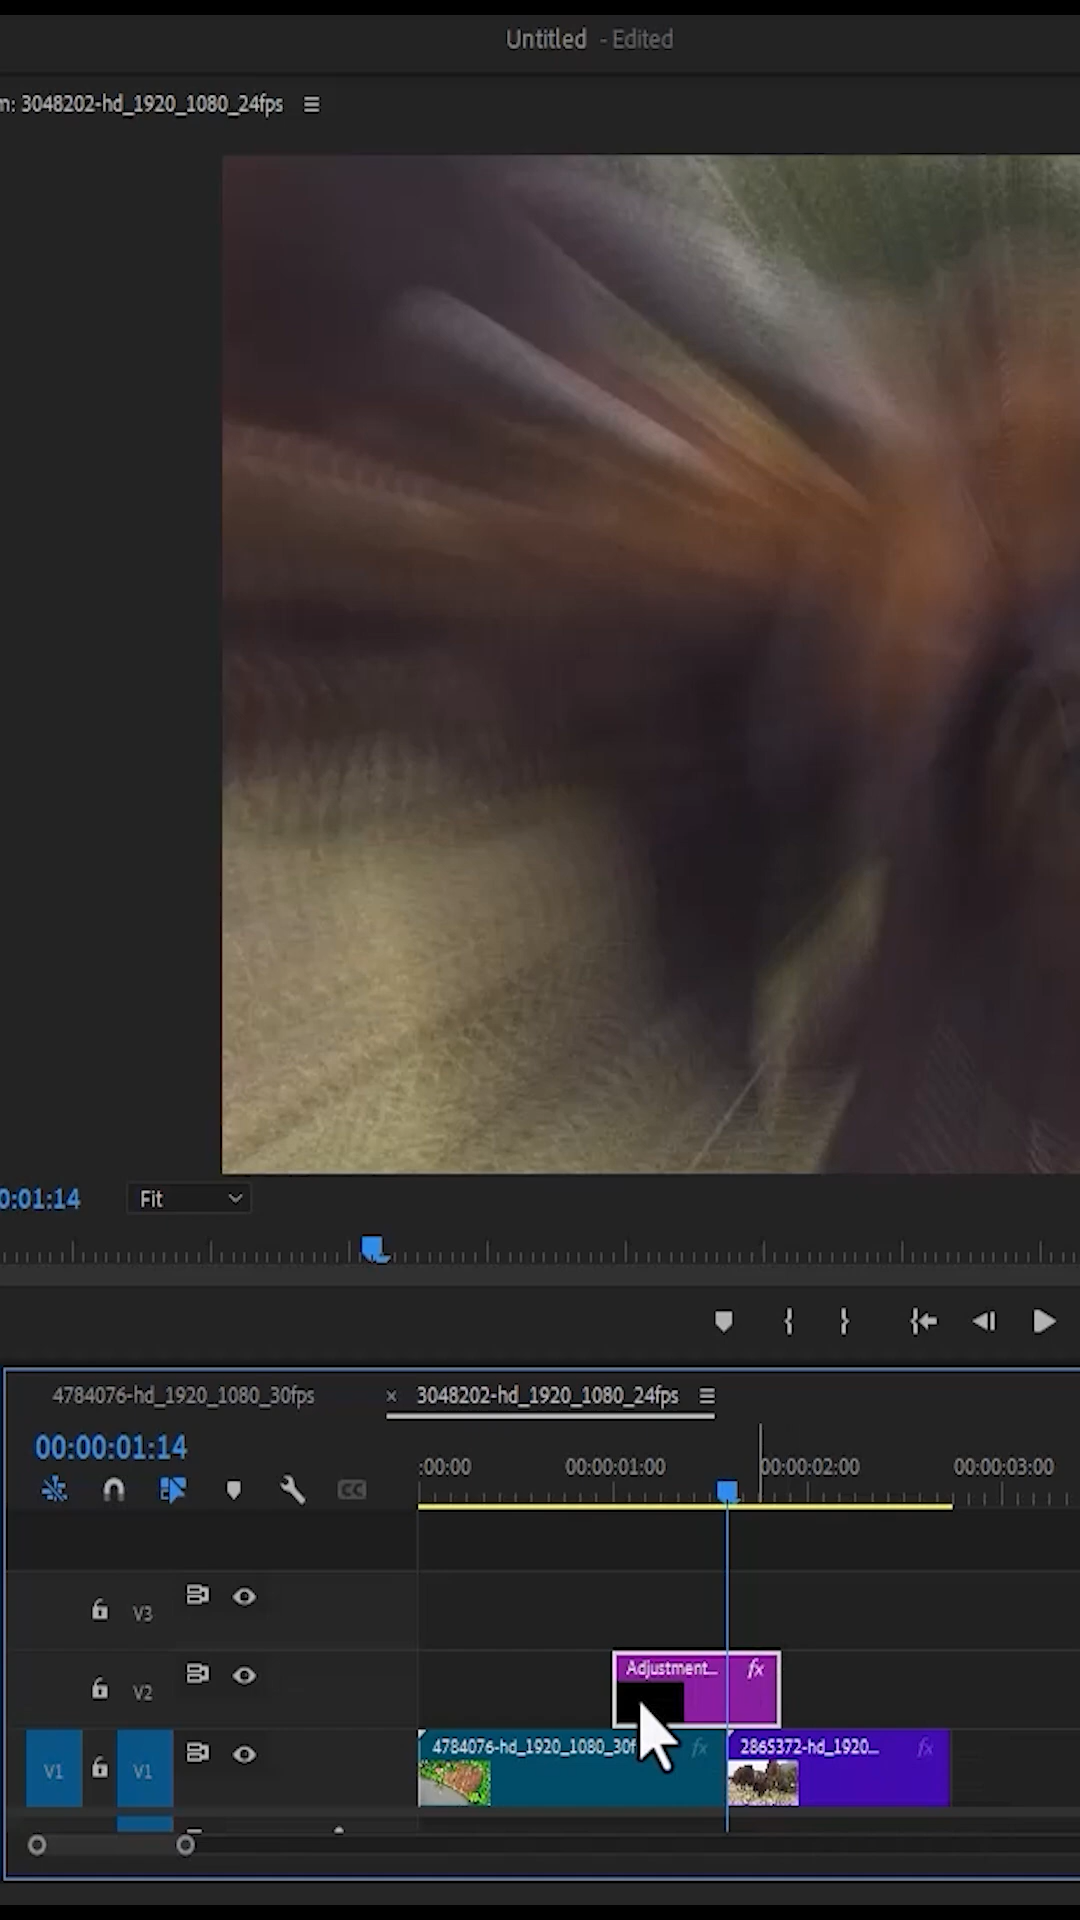 Untitled - Edited
m: 3048202-hd_1920_1080_24fps
0:01:14
Fit
4784076-hd_1920_1080_30fps
× 3048202-hd_1920_1080_24fps
00:00:01:14
:00:00 00:00:01:00 00:00:02:00 00:00:03:00
CC
V3
V2
Adjustment... fx
V1 V1
4784076-hd_1920_1080_30f fx
2865372-hd_1920... fx